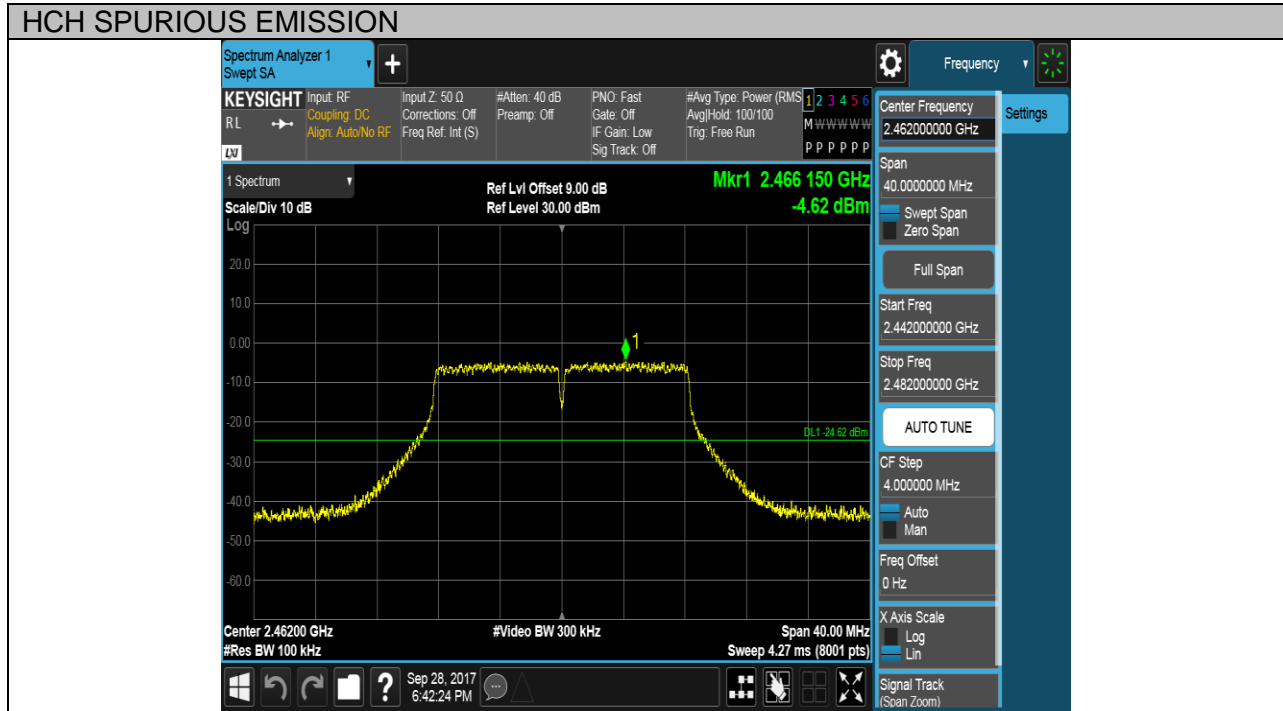 HCH SPURIOUS EMISSION
Spectrum Analyzer 1
Swept SA
+
Frequency
KEYSIGHT
RL
LXI
Input: RF
Coupling: DC
Align: Auto/No RF
Input Z: 50 Ω
Corrections: Off
Freq Ref: Int (S)
#Atten: 40 dB
Preamp: Off
PNO: Fast
Gate: Off
IF Gain: Low
Sig Track: Off
#Avg Type: Power (RMS
Avg|Hold: 100/100
Trig: Free Run
1 2 3 4 5 6
M W W W W W
P P P P P P
1 Spectrum
Scale/Div 10 dB
Ref Lvl Offset 9.00 dB
Ref Level 30.00 dBm
Mkr1 2.466 150 GHz
-4.62 dBm
Log
20.0
10.0
0.00
-10.0
-20.0
-30.0
-40.0
-50.0
-60.0
1
DL1 -24.62 dBm
Center 2.46200 GHz
#Res BW 100 kHz
#Video BW 300 kHz
Span 40.00 MHz
Sweep 4.27 ms (8001 pts)
?
Sep 28, 2017
6:42:24 PM
Center Frequency
2.462000000 GHz
Settings
Span
40.0000000 MHz
Swept Span
Zero Span
Full Span
Start Freq
2.442000000 GHz
Stop Freq
2.482000000 GHz
AUTO TUNE
CF Step
4.000000 MHz
Auto
Man
Freq Offset
0 Hz
X Axis Scale
Log
Lin
Signal Track
(Span Zoom)